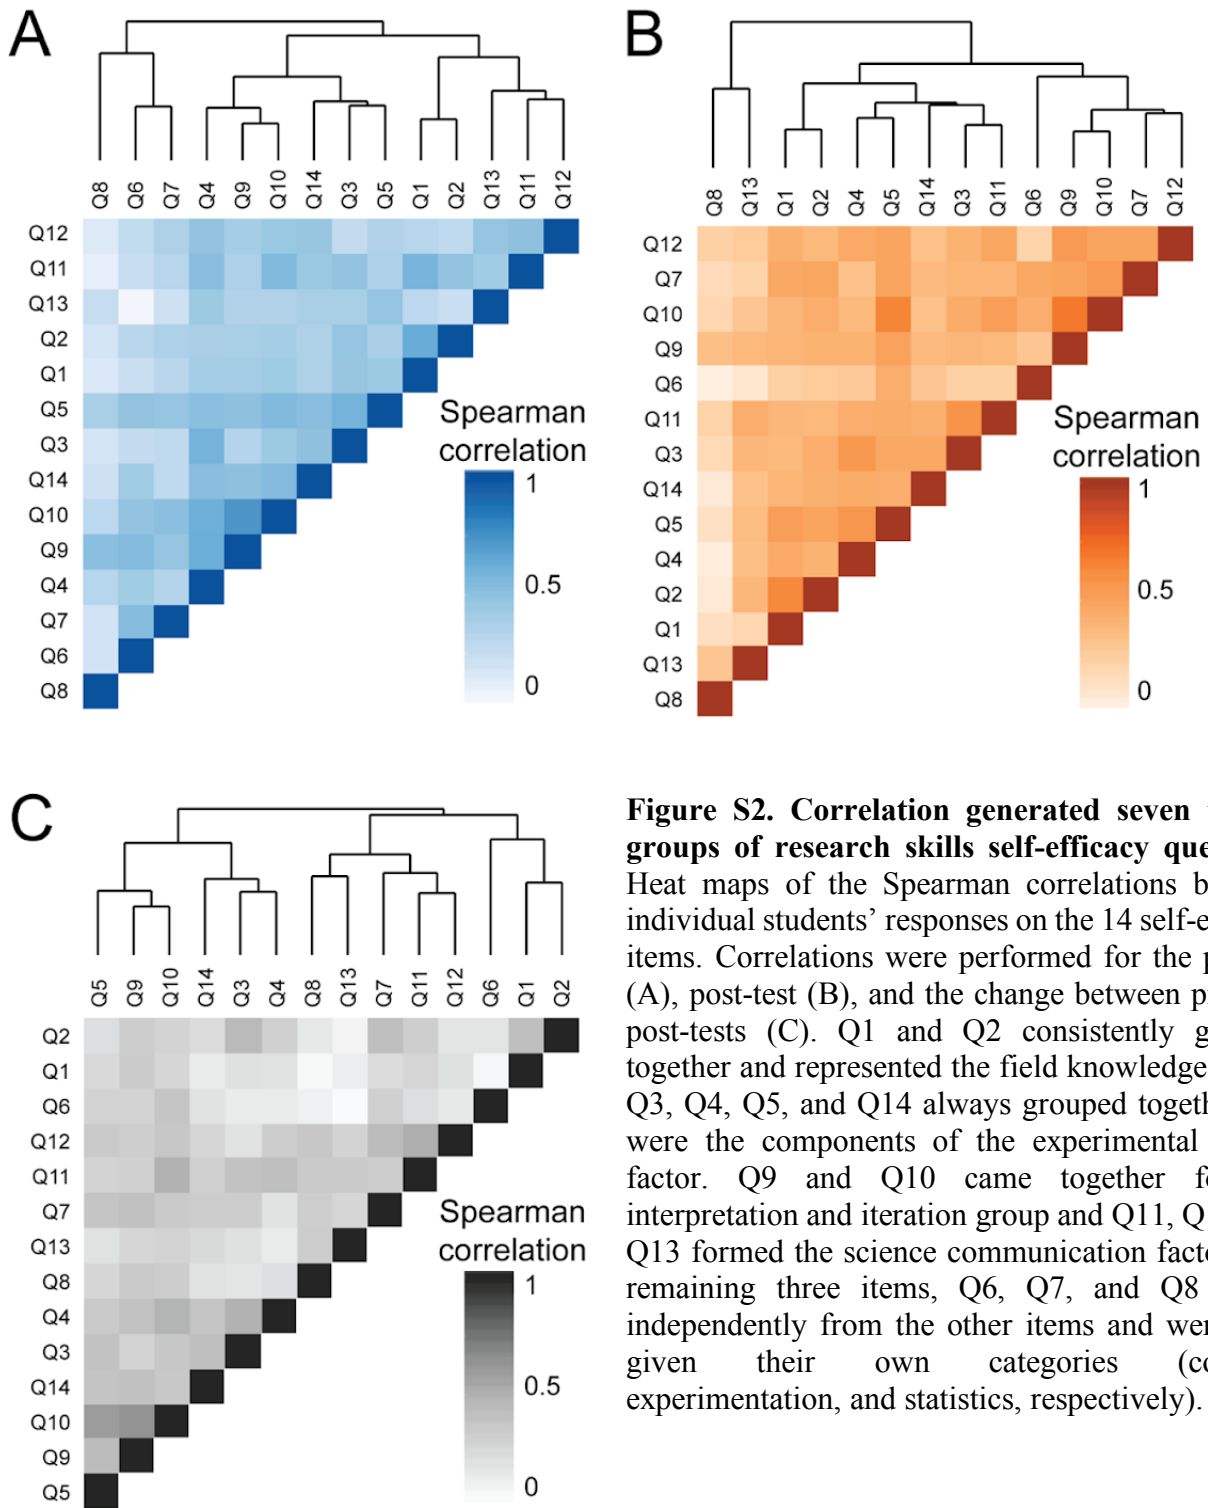 A
Q8 Q6 Q7 Q4 Q9 Q10 Q14 Q3 Q5 Q1 Q2 Q13 Q11 Q12
Q12
Q11
Q13
Q2
Q1
Q5
Q3
Q14
Q10
Q9
Q4
Q7
Q6
Q8
Spearman
correlation
1
0.5
0
B
Q8 Q13 Q1 Q2 Q4 Q5 Q14 Q3 Q11 Q6 Q9 Q10 Q7 Q12
Q12
Q7
Q10
Q9
Q6
Q11
Q3
Q14
Q5
Q4
Q2
Q1
Q13
Q8
Spearman
correlation
1
0.5
0
C
Q5 Q9 Q10 Q14 Q3 Q4 Q8 Q13 Q7 Q11 Q12 Q6 Q1 Q2
Q2
Q1
Q6
Q12
Q11
Q7
Q13
Q8
Q4
Q3
Q14
Q10
Q9
Q5
Spearman
correlation
1
0.5
0
Figure S2. Correlation generated seven
groups of research skills self-efficacy que
Heat maps of the Spearman correlations b
individual students’ responses on the 14 self-e
items. Correlations were performed for the p
(A), post-test (B), and the change between p
post-tests (C). Q1 and Q2 consistently g
together and represented the field knowledge
Q3, Q4, Q5, and Q14 always grouped togeth
were the components of the experimental
factor. Q9 and Q10 came together fo
interpretation and iteration group and Q11, Q
Q13 formed the science communication facto
remaining three items, Q6, Q7, and Q8
independently from the other items and wer
given their own categories (co
experimentation, and statistics, respectively).